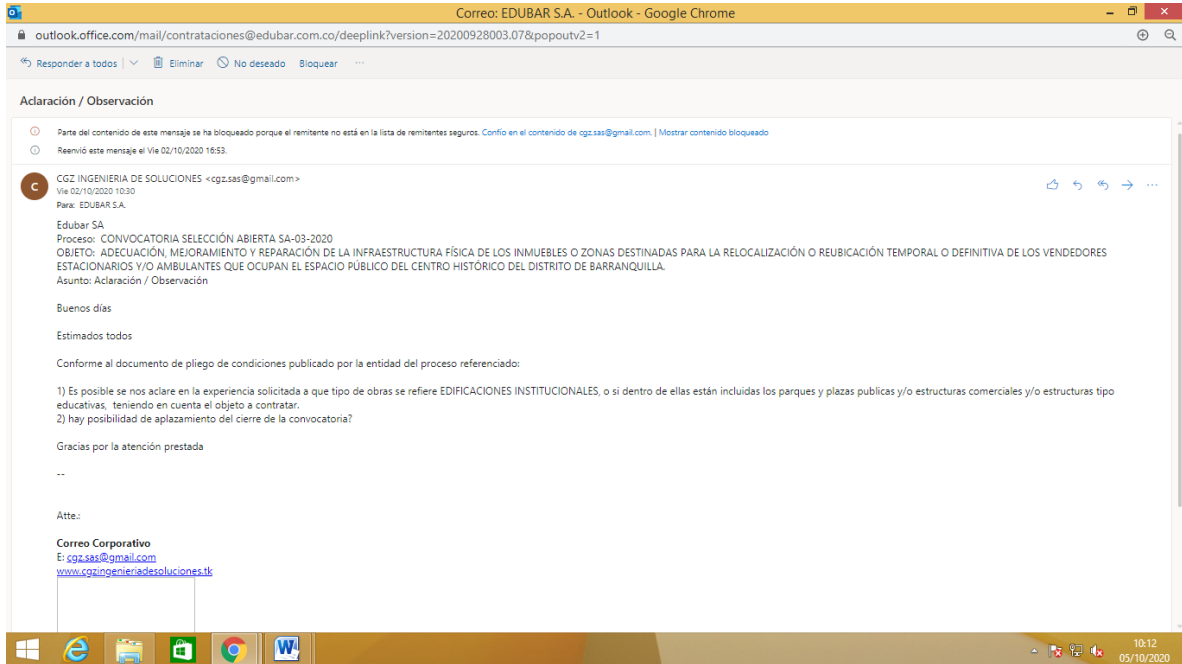 Correo: EDUBAR S.A. - Outlook - Google Chrome
outlook.office.com/mail/contrataciones@edubar.com.co/deeplink?version=20200928003.07&popoutv2=1
Responder a todos Eliminar No deseado Bloquear ...
Aclaración / Observación
Parte del contenido de este mensaje se ha bloqueado porque el remitente no está en la lista de remitentes seguros. Confío en el contenido de cgz.sas@gmail.com. | Mostrar contenido bloqueado
Reenvió este mensaje el Vie 02/10/2020 16:53.
C
CGZ INGENIERIA DE SOLUCIONES <cgz.sas@gmail.com>
Vie 02/10/2020 10:30
Para: EDUBAR S.A.
Edubar SA
Proceso: CONVOCATORIA SELECCIÓN ABIERTA SA-03-2020
OBJETO: ADECUACIÓN, MEJORAMIENTO Y REPARACIÓN DE LA INFRAESTRUCTURA FÍSICA DE LOS INMUEBLES O ZONAS DESTINADAS PARA LA RELOCALIZACIÓN O REUBICACIÓN TEMPORAL O DEFINITIVA DE LOS VENDEDORES
ESTACIONARIOS Y/O AMBULANTES QUE OCUPAN EL ESPACIO PÚBLICO DEL CENTRO HISTÓRICO DEL DISTRITO DE BARRANQUILLA.
Asunto: Aclaración / Observación
Buenos días
Estimados todos
Conforme al documento de pliego de condiciones publicado por la entidad del proceso referenciado:
1) Es posible se nos aclare en la experiencia solicitada a que tipo de obras se refiere EDIFICACIONES INSTITUCIONALES, o si dentro de ellas están incluidas los parques y plazas publicas y/o estructuras comerciales y/o estructuras tipo
educativas, teniendo en cuenta el objeto a contratar.
2) hay posibilidad de aplazamiento del cierre de la convocatoria?
Gracias por la atención prestada
--
Atte.:
Correo Corporativo
E: cgz.sas@gmail.com
www.cgzingenieriadesoluciones.tk
10:12
05/10/2020